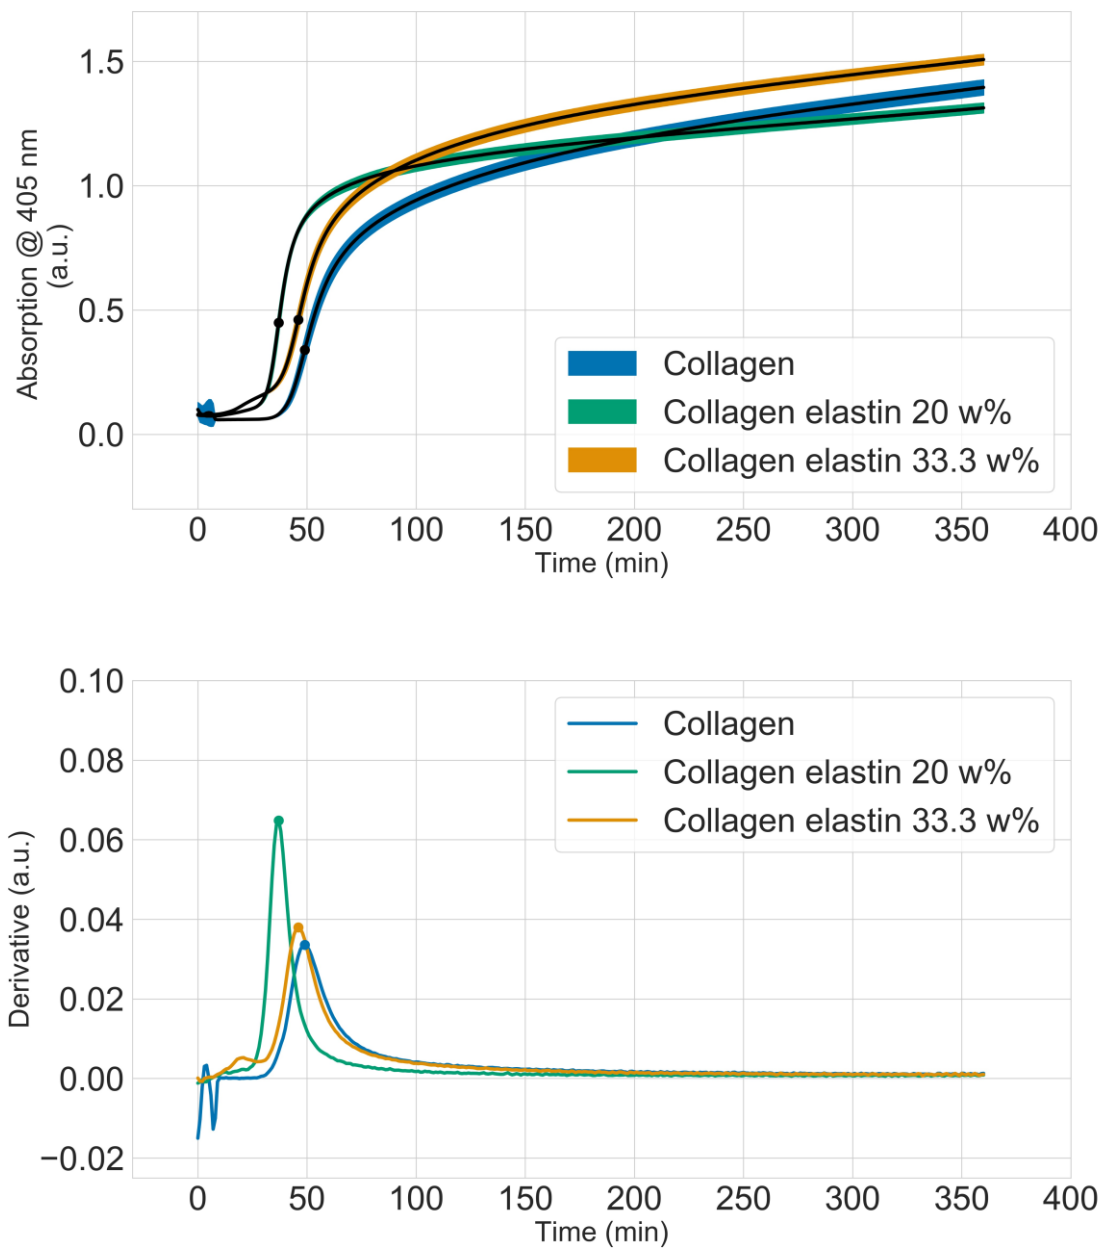 1.5
1.0
0.5
0.0
Absorption @ 405 nm
(a.u.)
Collagen
Collagen elastin 20 w%
Collagen elastin 33.3 w%
0 50 100 150 200 250 300 350 400
Time (min)
0.10
0.08
0.06
0.04
0.02
0.00
−0.02
Derivative (a.u.)
Collagen
Collagen elastin 20 w%
Collagen elastin 33.3 w%
0 50 100 150 200 250 300 350 400
Time (min)